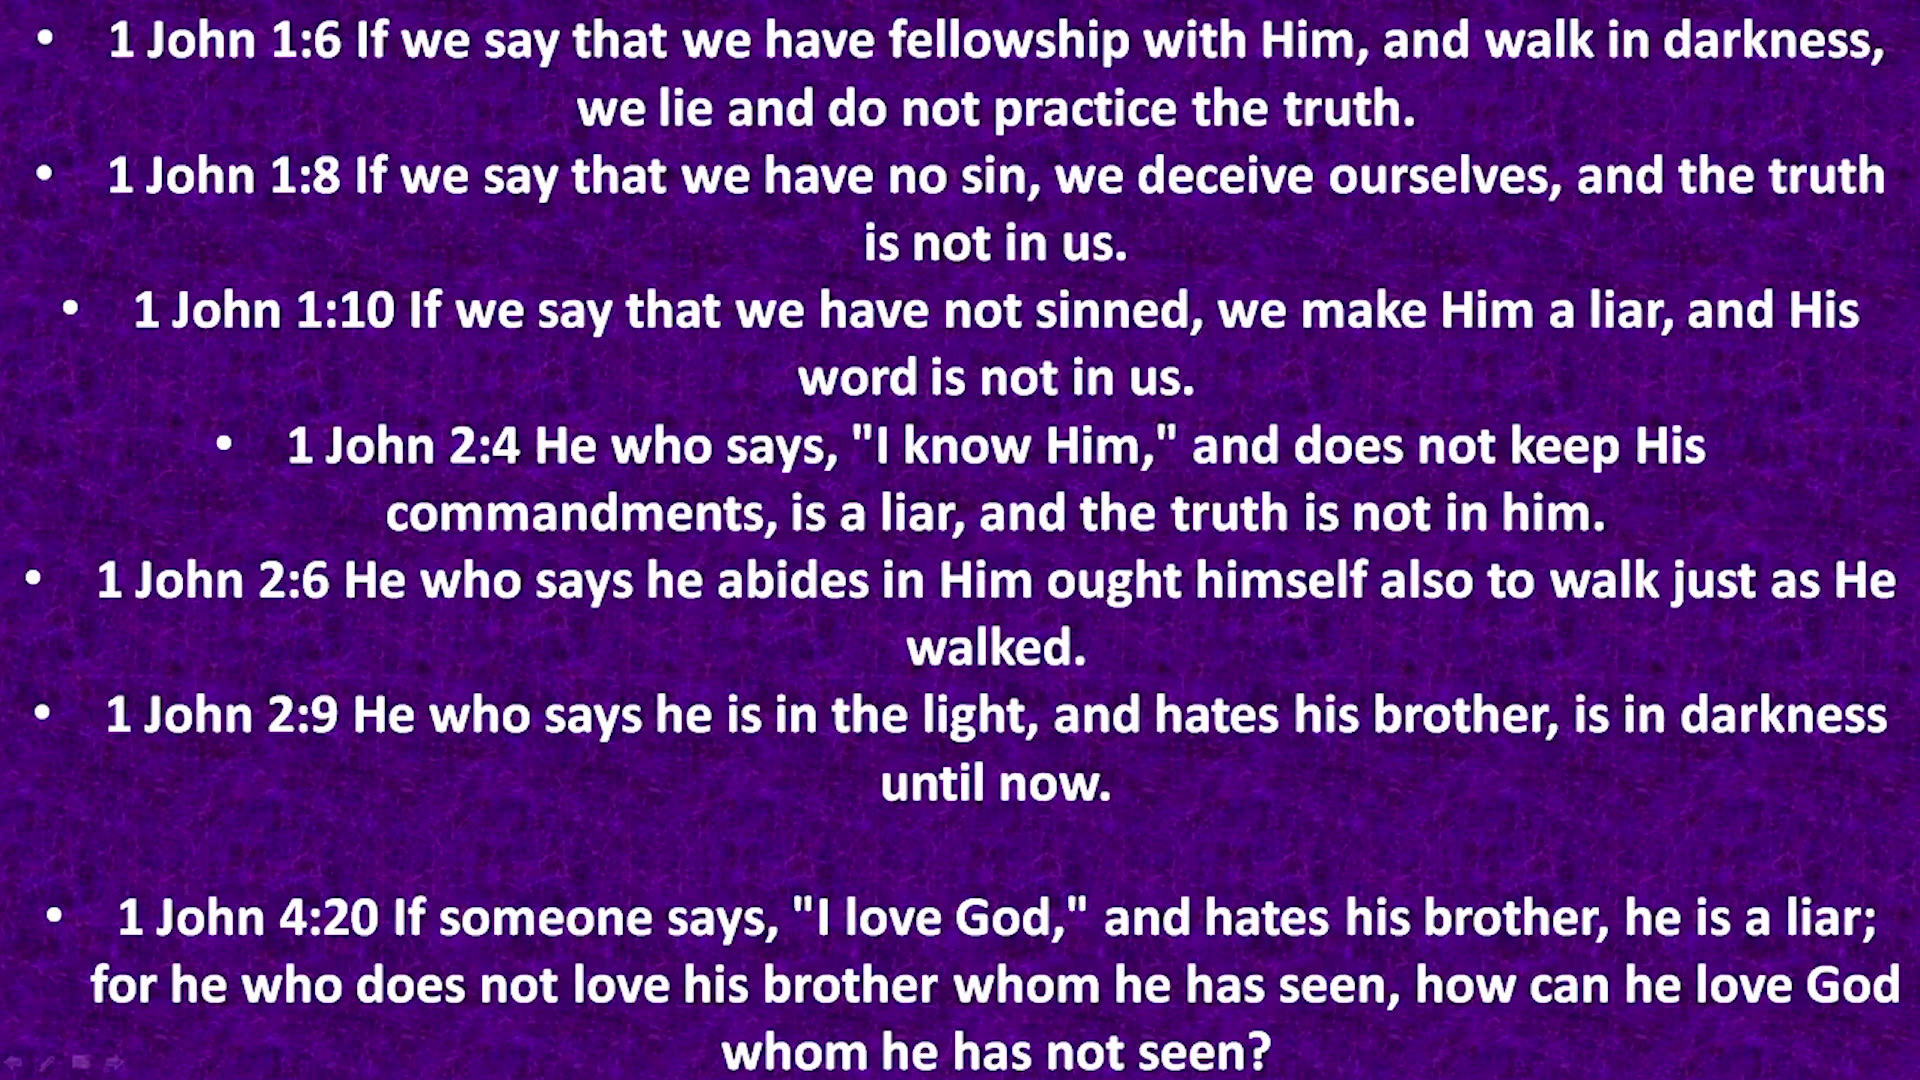 • 1 John 1:6 If we say that we have fellowship with Him, and walk in darkness,
we lie and do not practice the truth.
• 1 John 1:8 If we say that we have no sin, we deceive ourselves, and the truth
is not in us.
• 1 John 1:10 If we say that we have not sinned, we make Him a liar, and His
word is not in us.
• 1 John 2:4 He who says, "I know Him," and does not keep His
commandments, is a liar, and the truth is not in him.
• 1 John 2:6 He who says he abides in Him ought himself also to walk just as He
walked.
• 1 John 2:9 He who says he is in the light, and hates his brother, is in darkness
until now.
• 1 John 4:20 If someone says, "I love God," and hates his brother, he is a liar;
for he who does not love his brother whom he has seen, how can he love God
whom he has not seen?